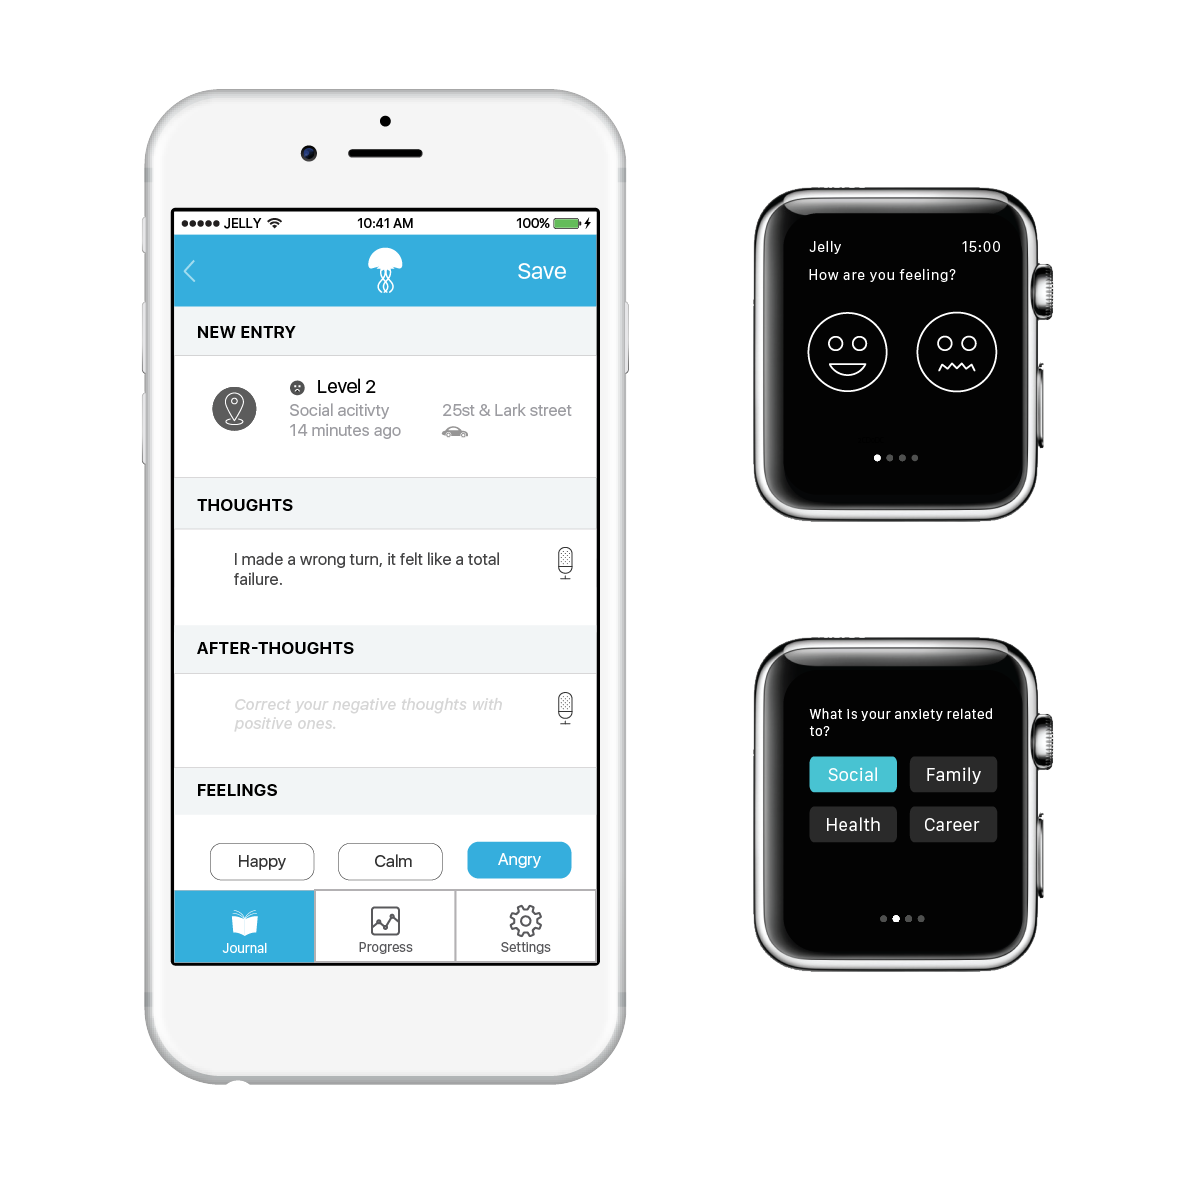 JELLY 10:41 AM 100%
Save
NEW ENTRY
Level 2
Social acitivty 25st & Lark street
14 minutes ago
THOUGHTS
I made a wrong turn, it felt like a total
failure.
AFTER-THOUGHTS
Correct your negative thoughts with
positive ones.
FEELINGS
Happy Calm Angry
Journal Progress Settings
Jelly 15:00
How are you feeling?
What is your anxiety related
to?
Social Family
Health Career